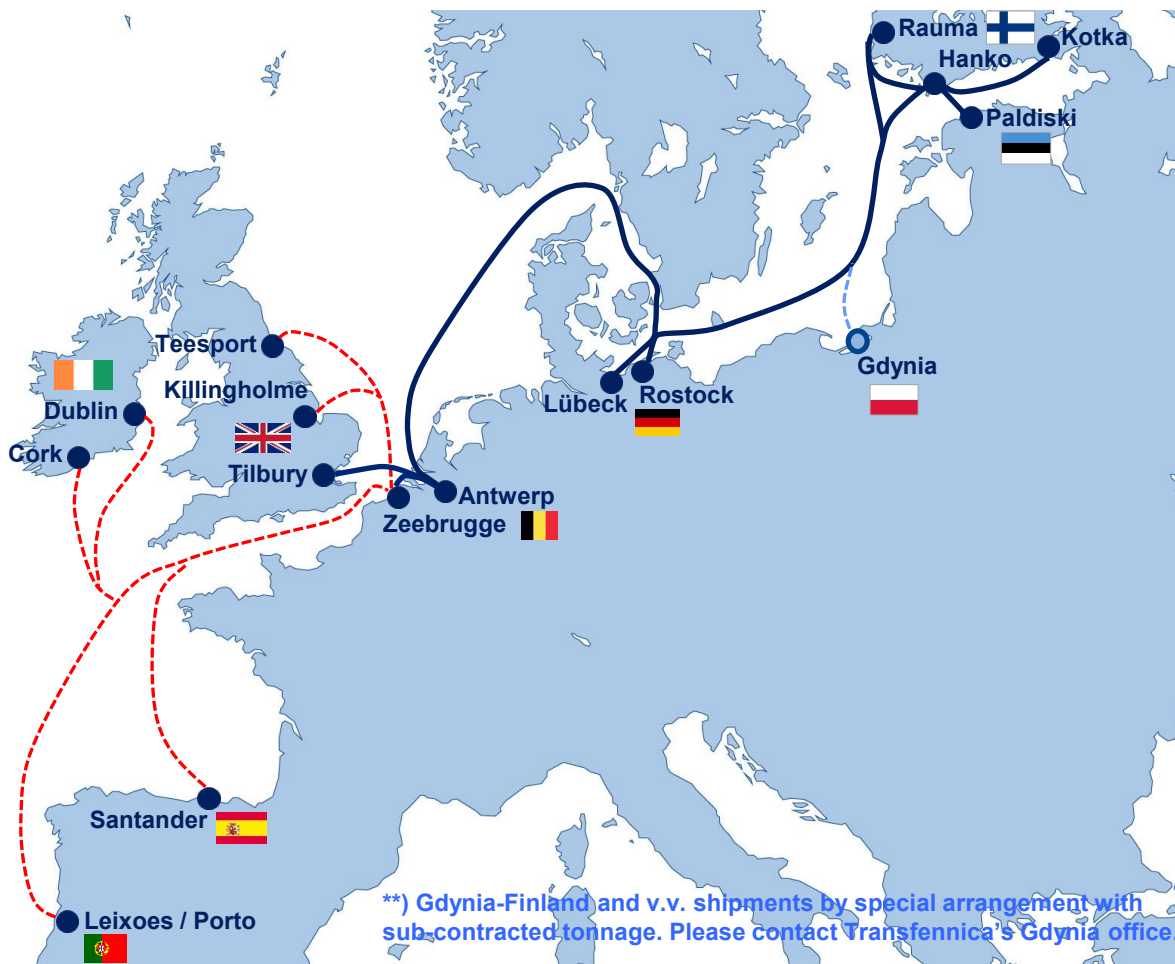 Rauma
Kotka
Hanko
Paldiski
Teesport
Killingholme
Gdynia
Rostock
Lübeck
Dublin
Cork
Tilbury
Antwerp
Zeebrugge
Santander
Leixoes / Porto
**) Gdynia-Finland and v.v. shipments by special arrangement with
sub-contracted tonnage. Please contact Transfennica's Gdynia office.